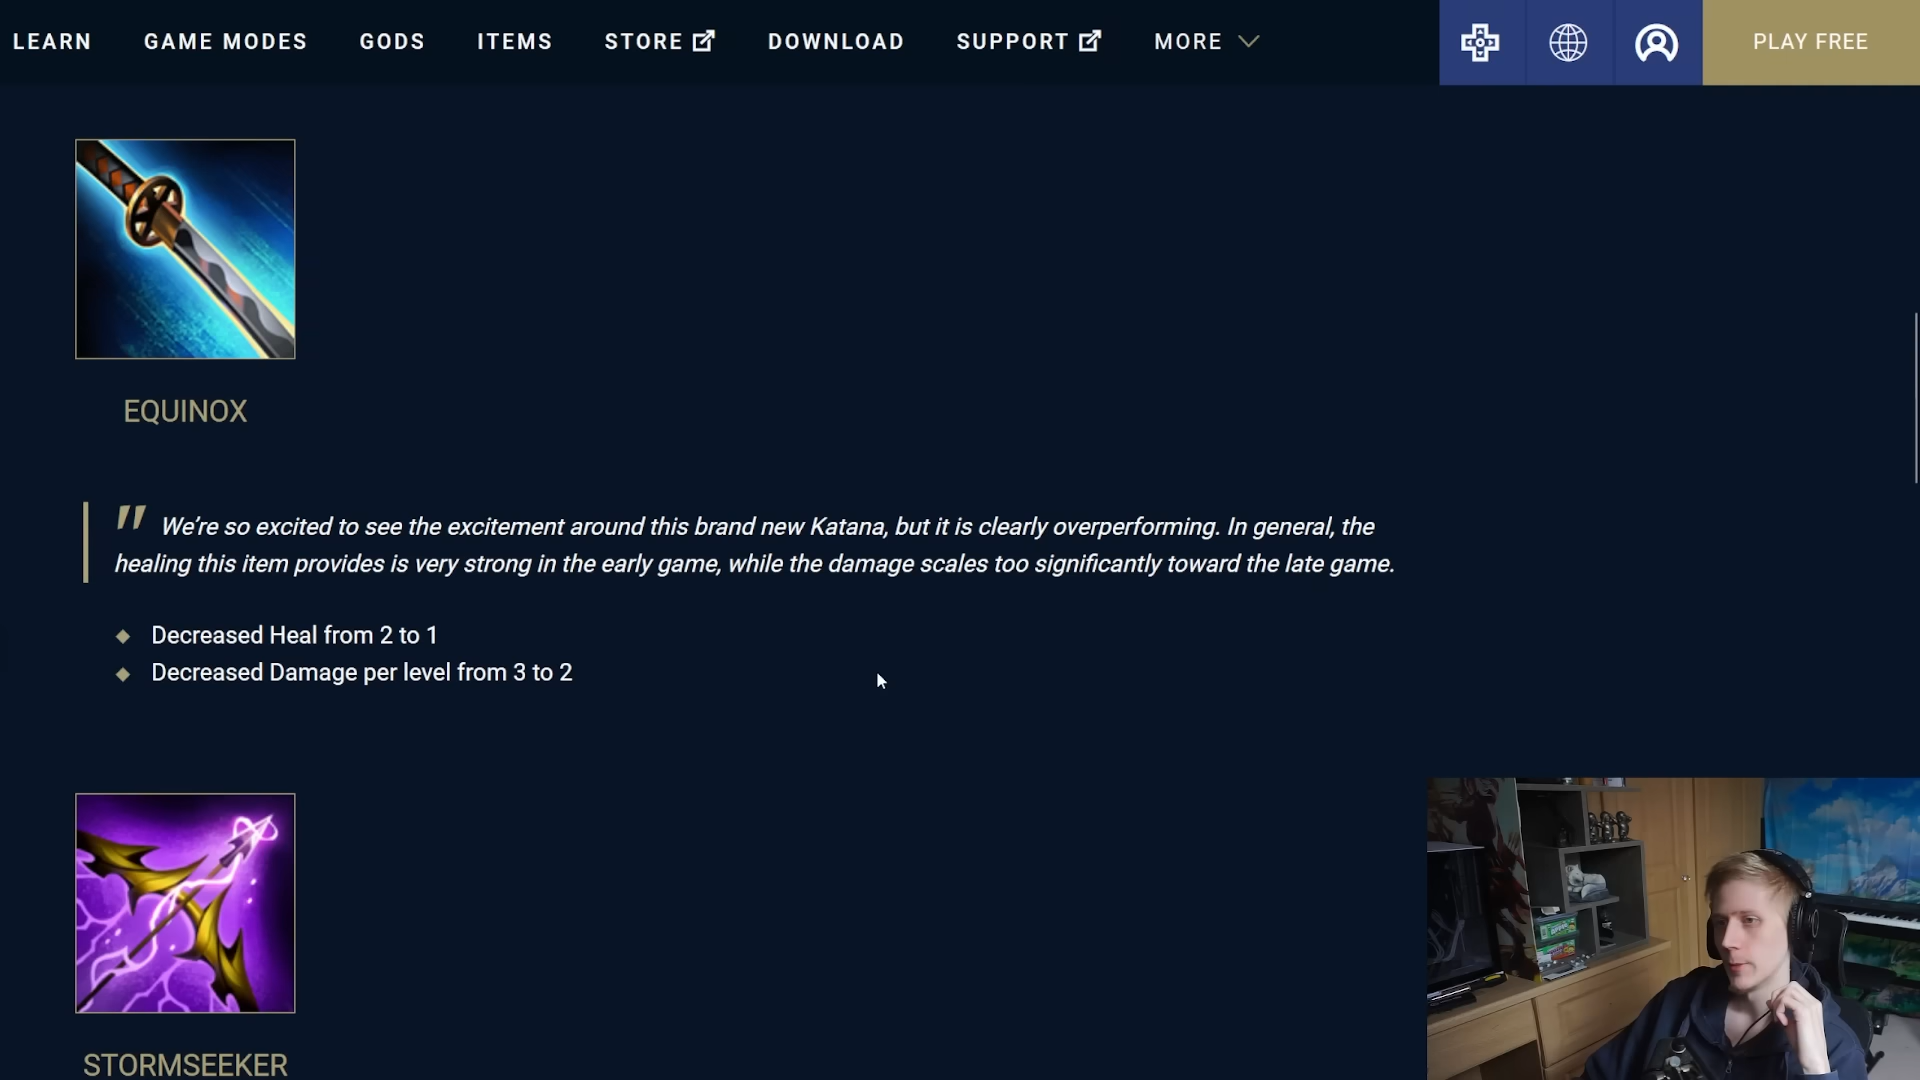 LEARN GAME MODES GODS ITEMS STORE DOWNLOAD SUPPORT MORE PLAY FREE
EQUINOX
" We're so excited to see the excitement around this brand new Katana, but it is clearly overperforming. In general, the
healing this item provides is very strong in the early game, while the damage scales too significantly toward the late game.
Decreased Heal from 2 to 1
Decreased Damage per level from 3 to 2
STORMSEEKER